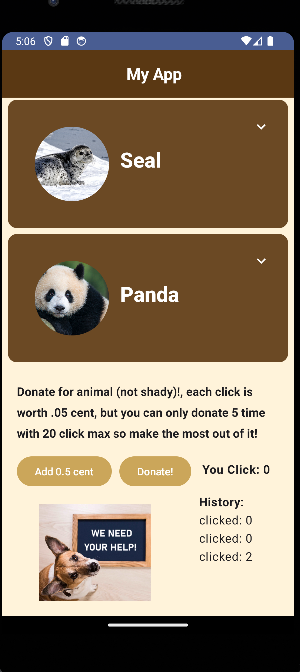 5:06
My App
Seal
Panda
Donate for animal (not shady)!, each click is
worth .05 cent, but you can only donate 5 time
with 20 click max so make the most out of it!
Add 0.5 cent
Donate!
You Click: 0
WE NEED
YOUR HELP!
History:
clicked: 0
clicked: 0
clicked: 2